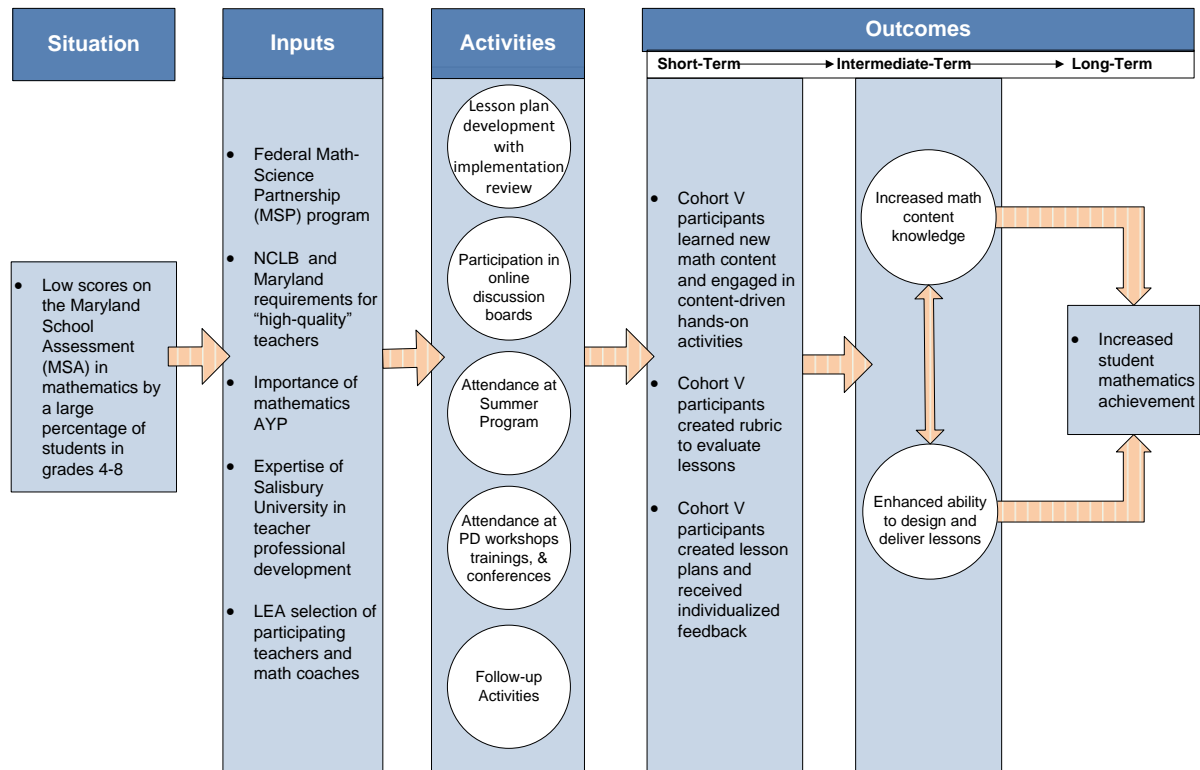 Situation
Inputs
Activities
Outcomes
Short-Term
Intermediate-Term
Long-Term
• Low scores on
the Maryland
School
Assessment
(MSA) in
mathematics by
a large
percentage of
students in
grades 4-8
• Federal Math-
Science
Partnership
(MSP) program
• NCLB and
Maryland
requirements for
“high-quality”
teachers
• Importance of
mathematics
AYP
• Expertise of
Salisbury
University in
teacher
professional
development
• LEA selection of
participating
teachers and
math coaches
Lesson plan
development
with
implementation
review
Participation in
online
discussion
boards
Attendance at
Summer
Program
Attendance at
PD workshops
trainings, &
conferences
Follow-up
Activities
• Cohort V
participants
learned new
math content
and engaged in
content-driven
hands-on
activities
• Cohort V
participants
created rubric
to evaluate
lessons
• Cohort V
participants
created lesson
plans and
received
individualized
feedback
Increased math
content
knowledge
Enhanced ability
to design and
deliver lessons
• Increased
student
mathematics
achievement